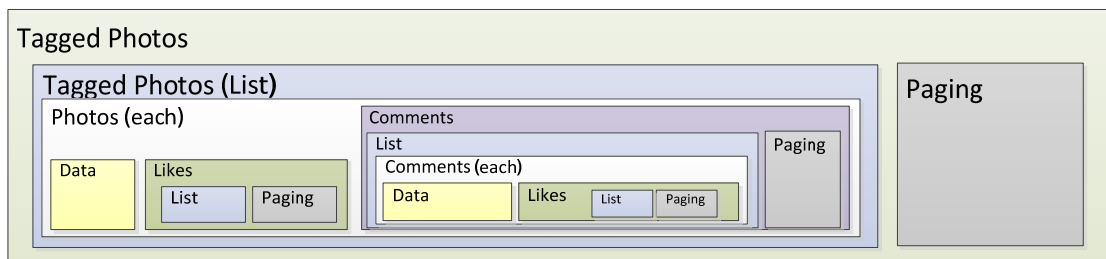 Tagged Photos
Tagged Photos (List)
Paging
Photos (each)
Comments
List
Paging
Comments (each)
Data
Likes
List
Paging
Data
Likes
List
Paging